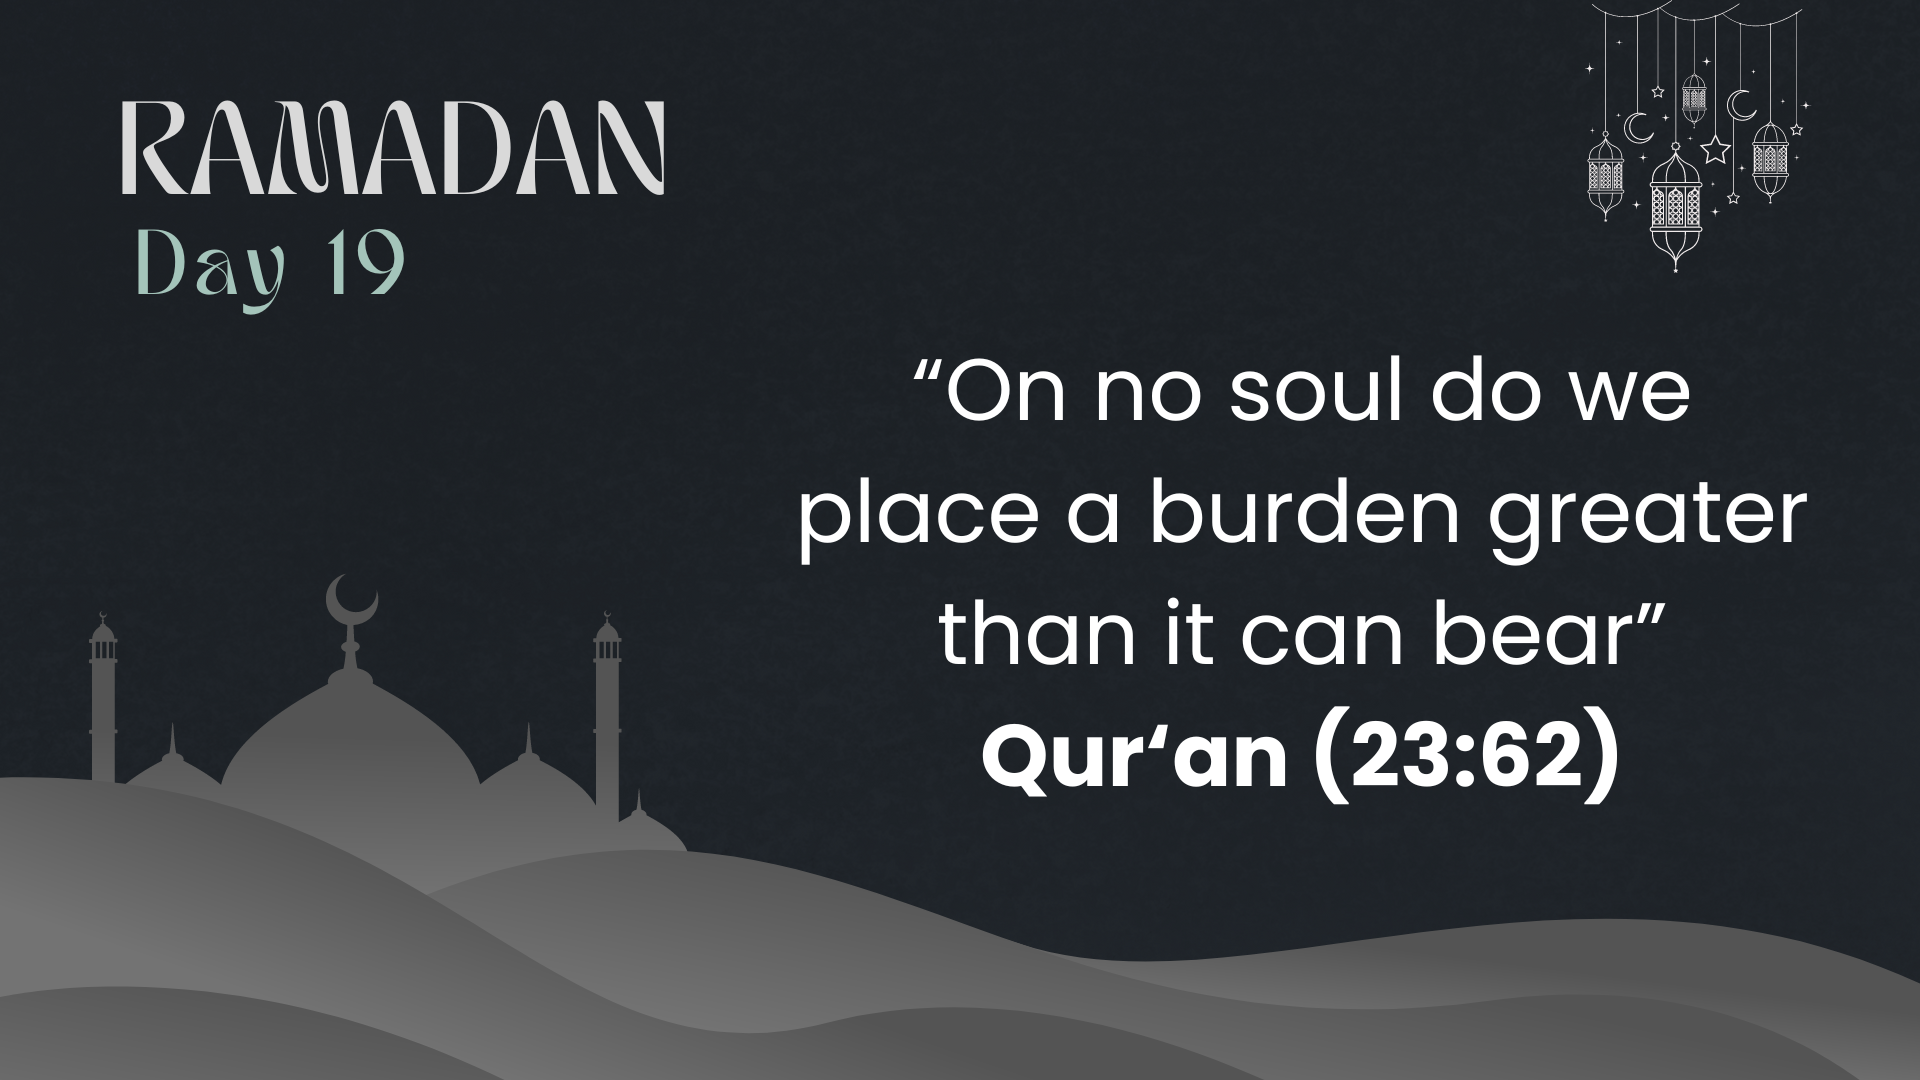 RAMADAN
Day 19
“On no soul do we
place a burden greater
than it can bear”
Qur‘an (23:62)